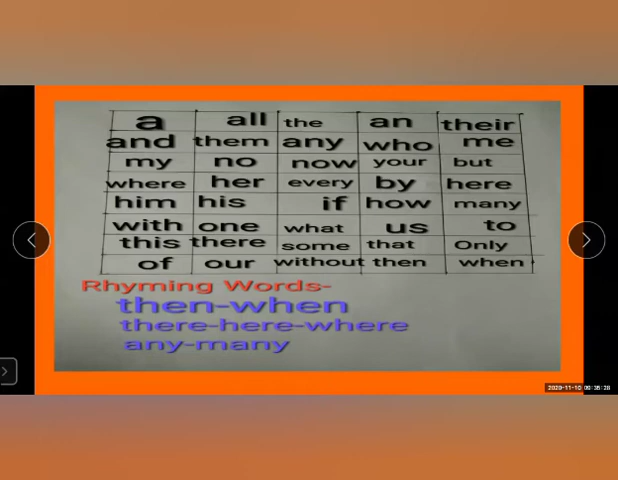 a all the an their
and them any who me
my no now your but
where her every by here
him his if how many
with one what us to
this there some that Only
of our without then when
Rhyming Words-
then-when
there-here-where
any-many
2020-11-10 09:38:28